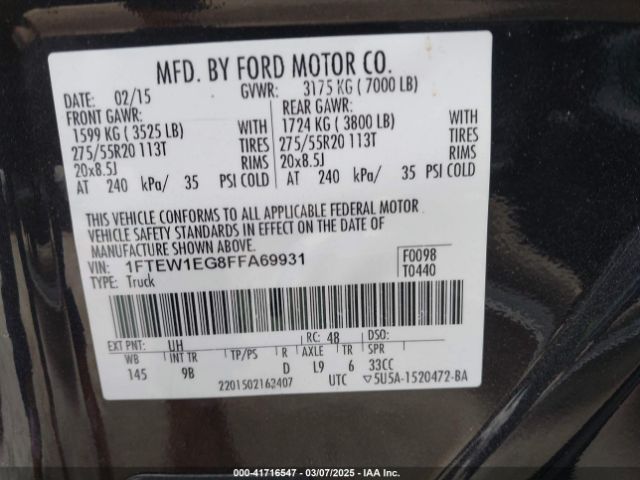 MFD. BY FORD MOTOR CO.
DATE: 02/15 GVWR: 3175 KG ( 7000 LB)
FRONT GAWR: REAR GAWR:
1599 KG ( 3525 LB) WITH 1724 KG ( 3800 LB) WITH
275/55R20 113T TIRES 275/55R20 113T TIRES
20x8.5J RIMS 20x8.5J RIMS
AT 240 kPa/ 35 PSI COLD AT 240 kPa/ 35 PSI COLD
THIS VEHICLE CONFORMS TO ALL APPLICABLE FEDERAL MOTOR
VEHICLE SAFETY STANDARDS IN EFFECT ON THE DATE OF
MANUFACTURE SHOWN ABOVE.
VIN: 1FTEW1EG8FFA69931 F0098
TYPE: Truck T0440
EXT PNT: UH RC: 48 DSO:
WB INT TR TP/PS R AXLE TR SPR
145 9B D L9 6 33CC
2201502162407 UTC ▽5U5A-1520472-BA
000-41716547 - 03/07/2025 - IAA Inc.